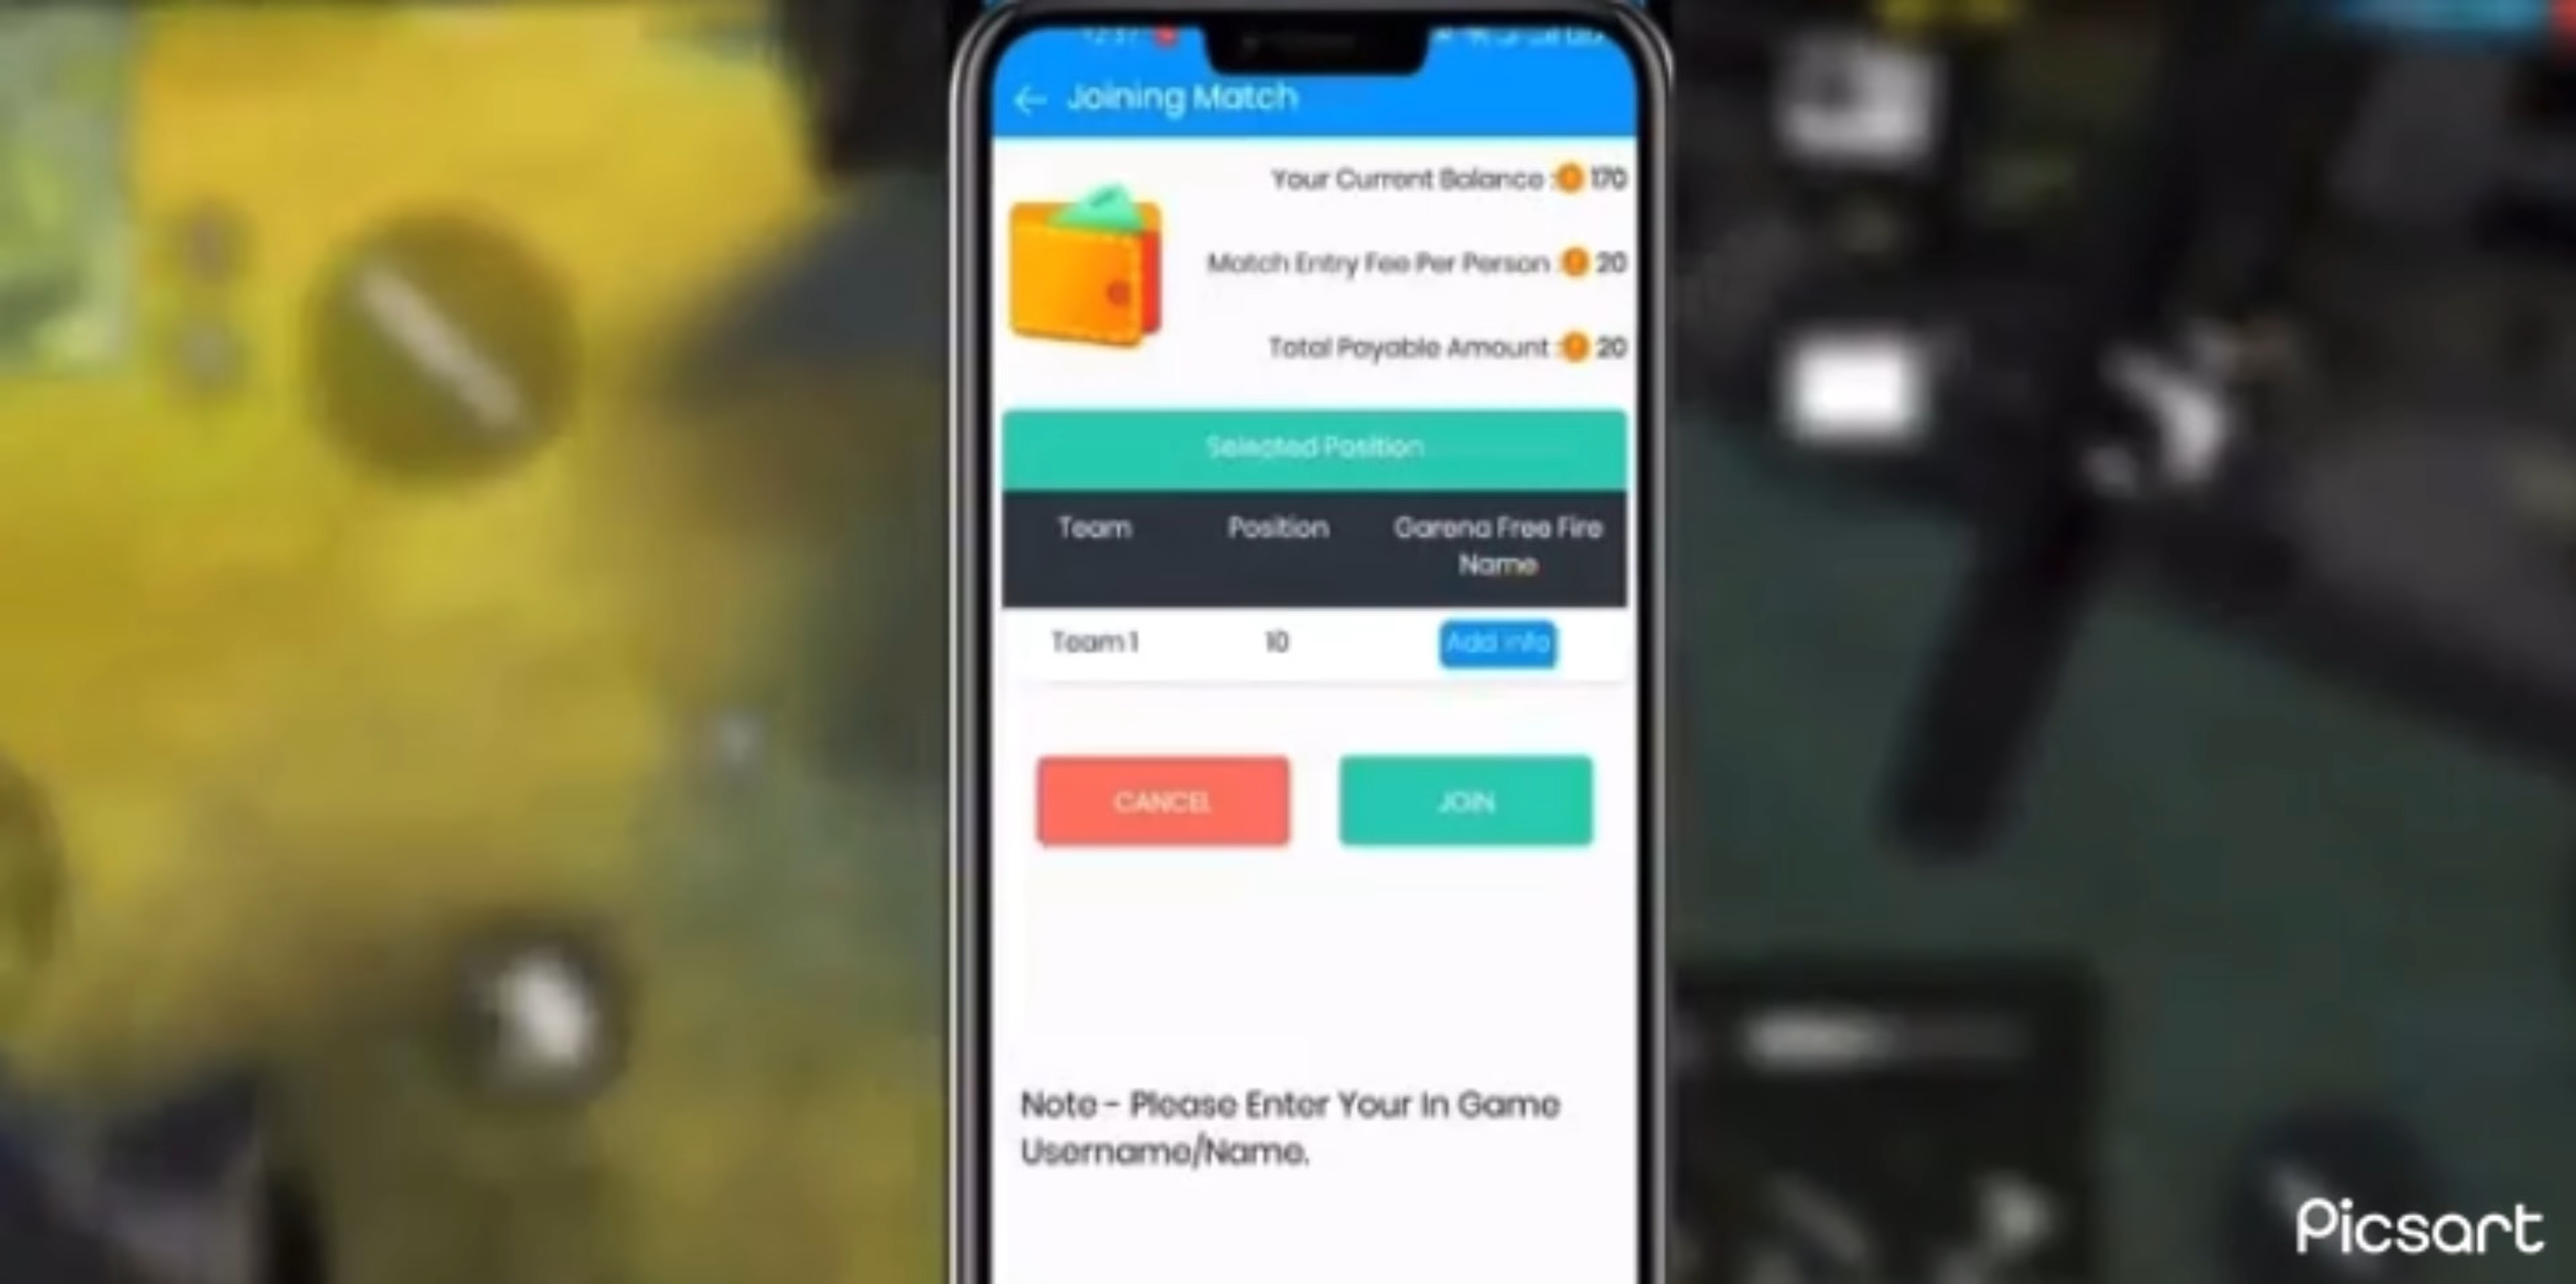 Joining Match
Your Current Balance : 170
Match Entry Fee Per Person : 20
Total Payable Amount : 20
Selected Position
Team Position Garena Free Fire
Name
Team 1 10 Add Info
CANCEL JOIN
Note - Please Enter Your In Game
Username/Name.
Picsart